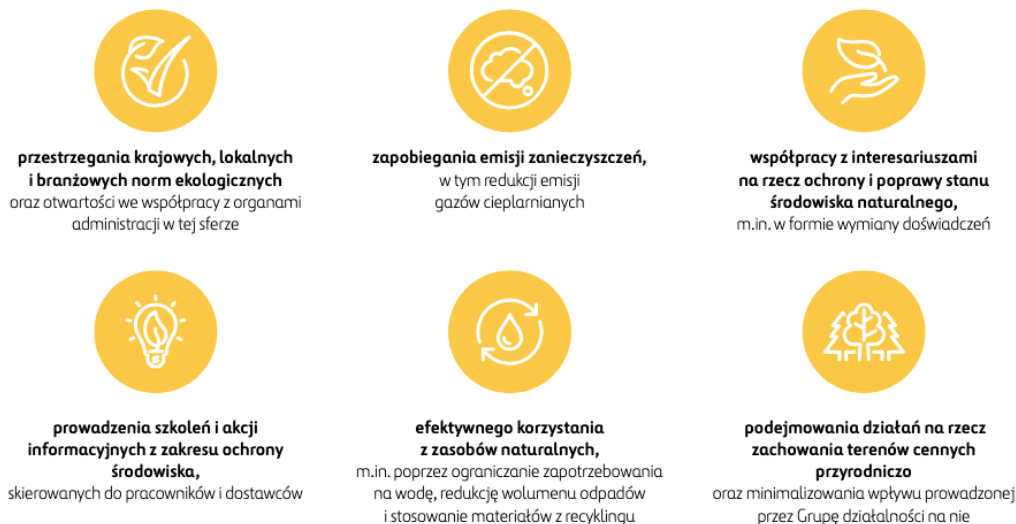 przestrzegania krajowych, lokalnych
i branżowych norm ekologicznych
oraz otwartości we współpracy z organami
administracji w tej sferze
zapobiegania emisji zanieczyszczeń,
w tym redukcji emisji
gazów cieplarnianych
współpracy z interesariuszami
na rzecz ochrony i poprawy stanu
środowiska naturalnego,
m.in. w formie wymiany doświadczeń
prowadzenia szkoleń i akcji
informacyjnych z zakresu ochrony
środowiska,
skierowanych do pracowników i dostawców
efektywnego korzystania
z zasobów naturalnych,
m.in. poprzez ograniczanie zapotrzebowania
na wodę, redukcję wolumenu odpadów
i stosowanie materiałów z recyklingu
podejmowania działań na rzecz
zachowania terenów cennych
przyrodniczo
oraz minimalizowania wpływu prowadzonej
przez Grupę działalności na nie